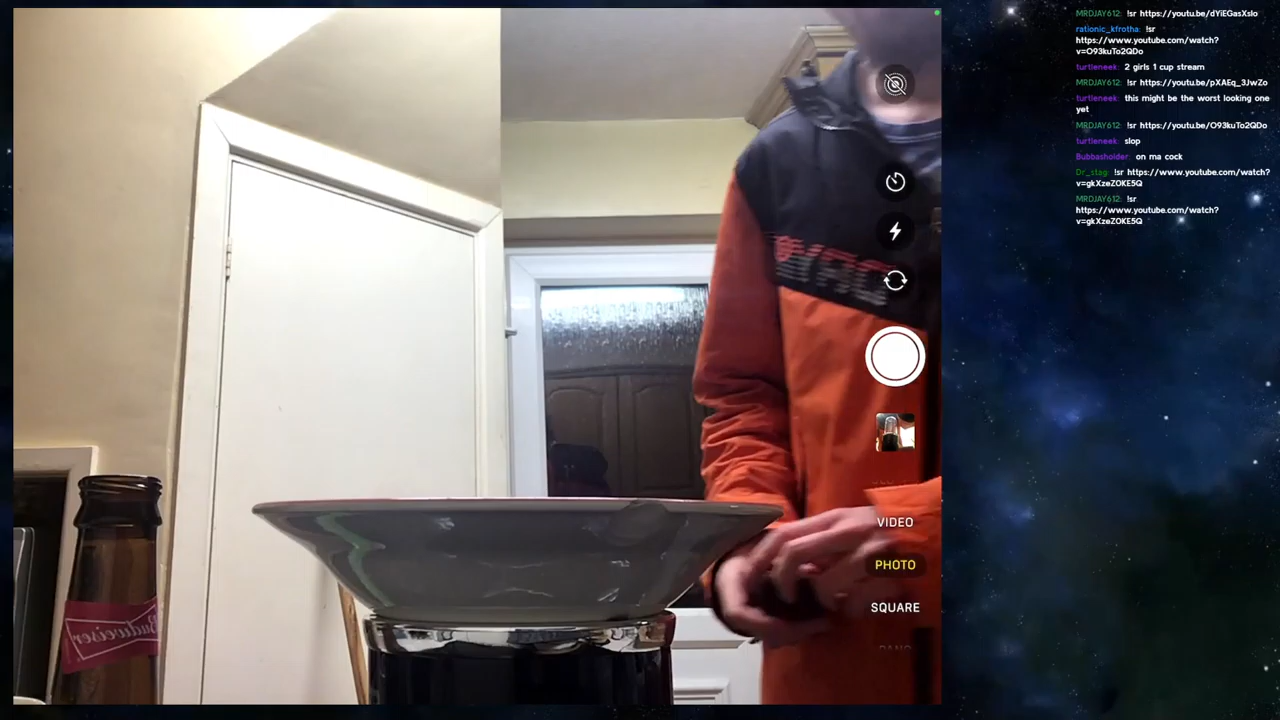 MRDJAY612: !sr https://youtu.be/dYiEGasXslo
rationic_kfrotha: !sr
https://www.youtube.com/watch?
v=O93kuTo2QDo
turtleneek: 2 girls 1 cup stream
MRDJAY612: !sr https://youtu.be/pXAEq_3JwZo
turtleneek: this might be the worst looking one
yet
MRDJAY612: !sr https://youtu.be/O93kuTo2QDo
turtleneek: slop
Bubbasholder: on ma cock
Dr_stag: !sr https://www.youtube.com/watch?
v=gkXzeZOKE5Q
MRDJAY612: !sr
https://www.youtube.com/watch?
v=gkXzeZOKE5Q
VIDEO
PHOTO
SQUARE
PANO
Budweiser